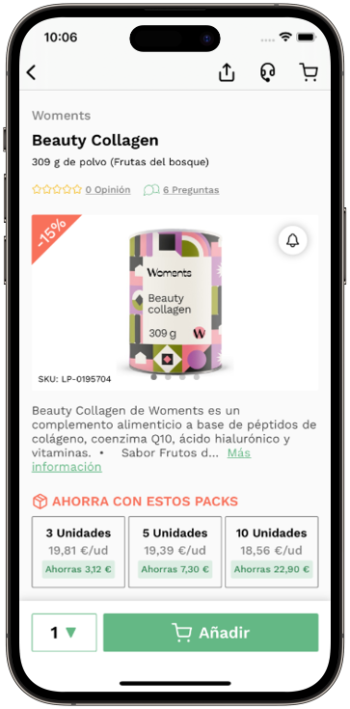 10:06
Woments
Beauty Collagen
309 g de polvo (Frutas del bosque)
0 Opinión 6 Preguntas
-15%
Woments
Beauty
collagen
309 g W
SKU: LP-0195704
Beauty Collagen de Woments es un
complemento alimenticio a base de péptidos de
colágeno, coenzima Q10, ácido hialurónico y
vitaminas. • Sabor Frutos d... Más
información
AHORRA CON ESTOS PACKS
3 Unidades 5 Unidades 10 Unidades
19,81 €/ud 19,39 €/ud 18,56 €/ud
Ahorras 3,12 € Ahorras 7,30 € Ahorras 22,90 €
1 Añadir